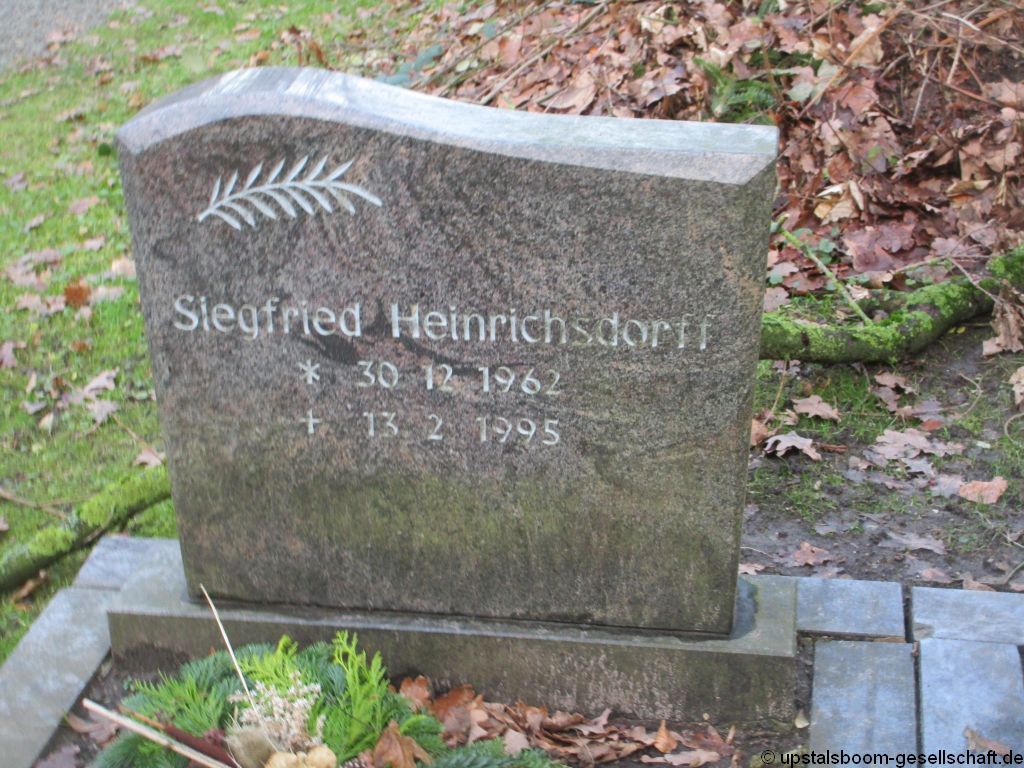 Siegfried Heinrichsdorff
* 30 12 1962
+ 13 2 1995
© upstalsboom-gesellschaft.de